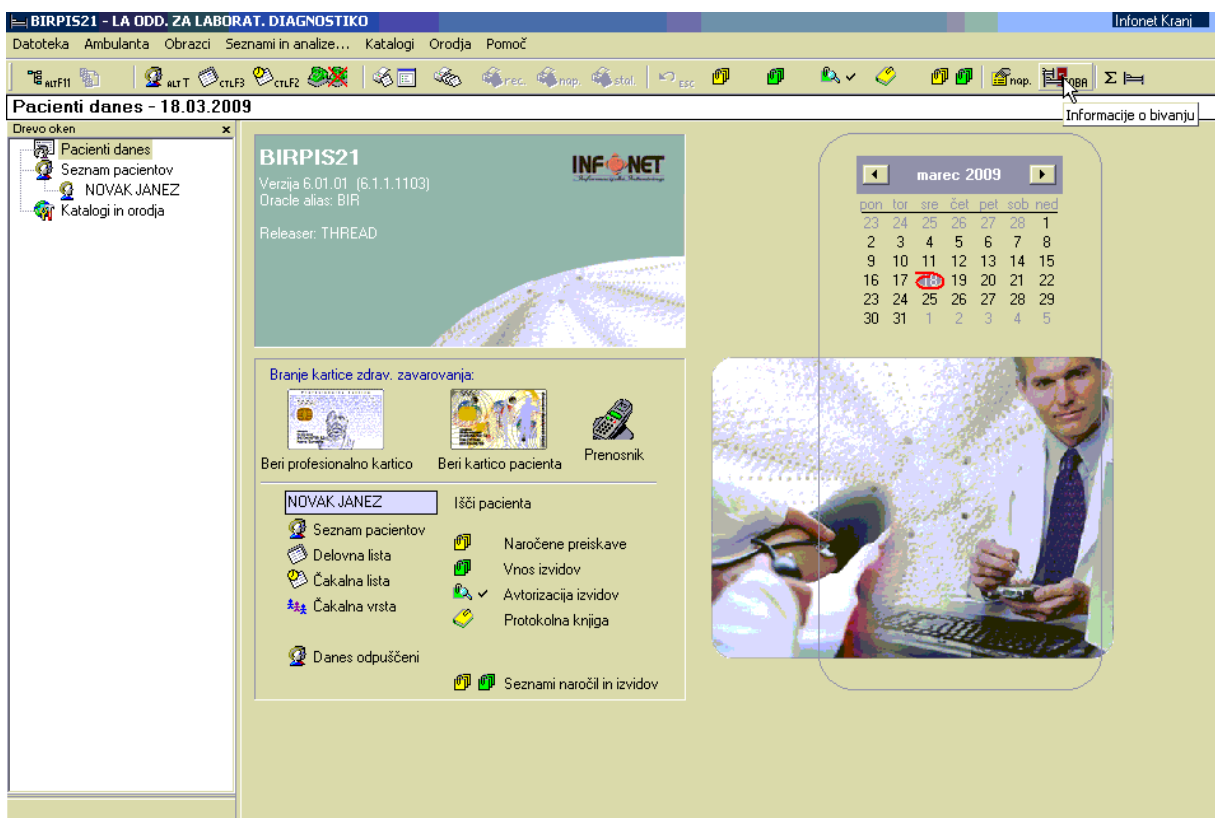 BIRPIS21 - LA ODD. ZA LABORAT. DIAGNOSTIKO
Infonet Kranj
Datoteka Ambulanta Obrazci Seznami in analize... Katalogi Orodja Pomoč
ALTF11 ALT T CTLF3 CTLF2 rec. nap. stal. ESC nap. OBA Σ
Pacienti danes - 18.03.2009
Informacije o bivanju
Drevo oken x
Pacienti danes
Seznam pacientov
NOVAK JANEZ
Katalogi in orodja
BIRPIS21
INFONET
Verzija 6.01.01 (6.1.1.1103)
Oracle alias: BIR
Releaser: THREAD
marec 2009
pon tor sre čet pet sob ned
23 24 25 26 27 28 1
2 3 4 5 6 7 8
9 10 11 12 13 14 15
16 17 18 19 20 21 22
23 24 25 26 27 28 29
30 31 1 2 3 4 5
Branje kartice zdrav. zavarovanja:
Beri profesionalno kartico
Beri kartico pacienta
Prenosnik
NOVAK JANEZ
Išči pacienta
Seznam pacientov
Delovna lista
Čakalna lista
Čakalna vrsta
Danes odpuščeni
Naročene preiskave
Vnos izvidov
Avtorizacija izvidov
Protokolna knjiga
Seznami naročil in izvidov